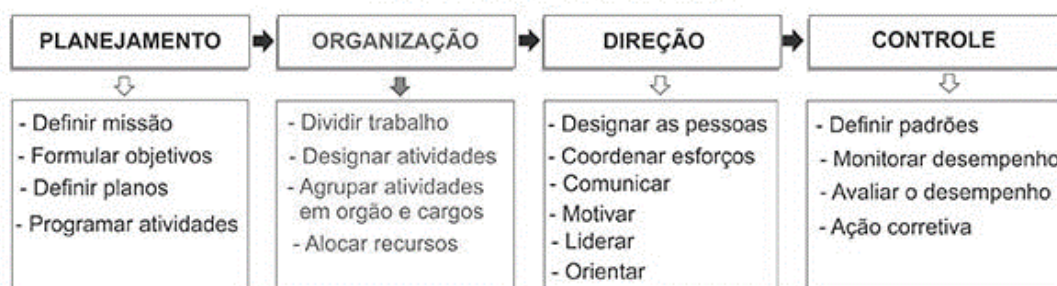 PLANEJAMENTO
ORGANIZAÇÃO
DIREÇÃO
CONTROLE
- Definir missão
- Formular objetivos
- Definir planos
- Programar atividades
- Dividir trabalho
- Designar atividades
- Agrupar atividades
em orgão e cargos
- Alocar recursos
- Designar as pessoas
- Coordenar esforços
- Comunicar
- Motivar
- Liderar
- Orientar
- Definir padrões
- Monitorar desempenho
- Avaliar o desempenho
- Ação corretiva